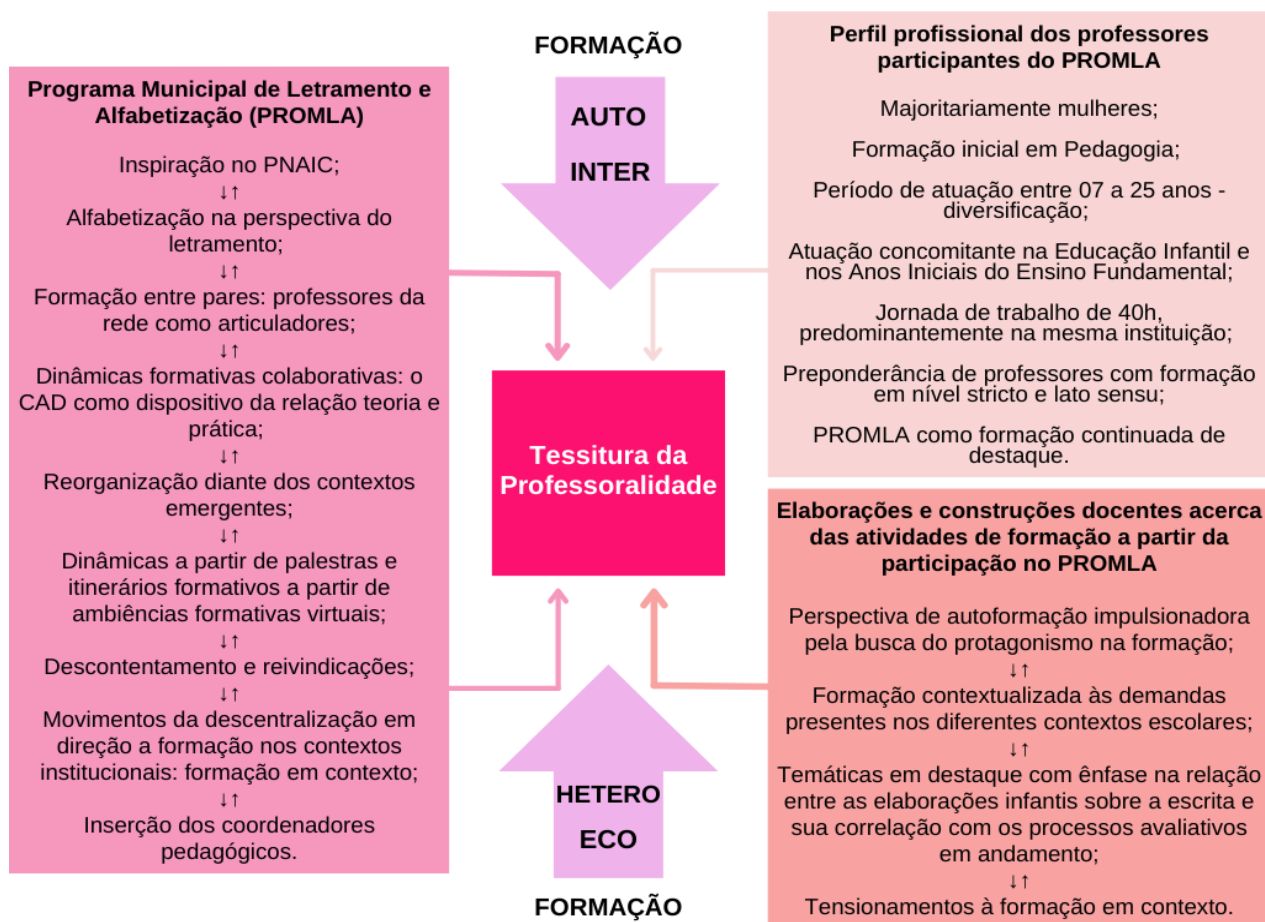 Programa Municipal de Letramento e
Alfabetização (PROMLA)
Inspiração no PNAIC;
↓↑
Alfabetização na perspectiva do
letramento;
↓↑
Formação entre pares: professores da
rede como articuladores;
↓↑
Dinâmicas formativas colaborativas: o
CAD como dispositivo da relação teoria e
prática;
↓↑
Reorganização diante dos contextos
emergentes;
↓↑
Dinâmicas a partir de palestras e
itinerários formativos a partir de
ambiências formativas virtuais;
↓↑
Descontentamento e reivindicações;
↓↑
Movimentos da descentralização em
direção a formação nos contextos
institucionais: formação em contexto;
↓↑
Inserção dos coordenadores
pedagógicos.
FORMAÇÃO
AUTO
INTER
Tessitura da
Professoralidade
HETERO
ECO
FORMAÇÃO
Perfil profissional dos professores
participantes do PROMLA
Majoritariamente mulheres;
Formação inicial em Pedagogia;
Período de atuação entre 07 a 25 anos -
diversificação;
Atuação concomitante na Educação Infantil e
nos Anos Iniciais do Ensino Fundamental;
Jornada de trabalho de 40h,
predominantemente na mesma instituição;
Preponderância de professores com formação
em nível stricto e lato sensu;
PROMLA como formação continuada de
destaque.
Elaborações e construções docentes acerca
das atividades de formação a partir da
participação no PROMLA
Perspectiva de autoformação impulsionadora
pela busca do protagonismo na formação;
↓↑
Formação contextualizada às demandas
presentes nos diferentes contextos escolares;
↓↑
Temáticas em destaque com ênfase na relação
entre as elaborações infantis sobre a escrita e
sua correlação com os processos avaliativos
em andamento;
↓↑
Tensionamentos à formação em contexto.